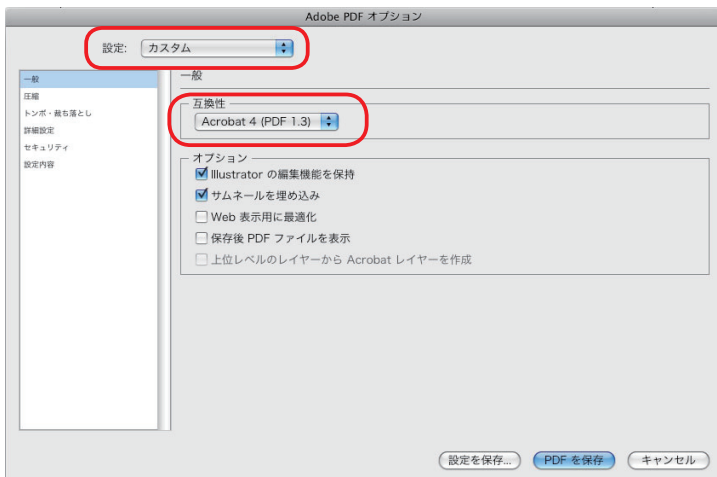 Adobe PDF オプション
設定: カスタム
一般
圧縮
トンボ・裁ち落とし
詳細設定
セキュリティ
設定内容
一般
互換性
Acrobat 4 (PDF 1.3)
オプション
Illustrator の編集機能を保持
サムネールを埋め込み
Web 表示用に最適化
保存後 PDF ファイルを表示
上位レベルのレイヤーから Acrobat レイヤーを作成
設定を保存... PDF を保存 キャンセル